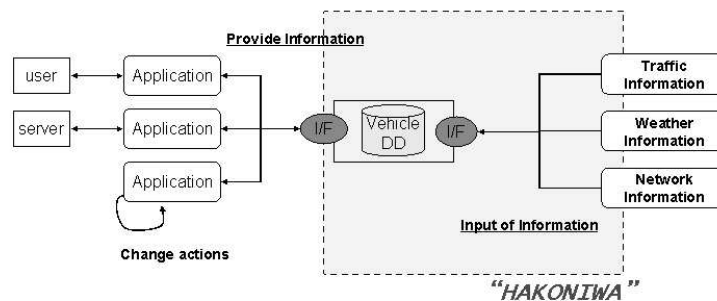 Provide Information
user
Application
server
Application
Application
Change actions
I/F
Vehicle
DD
I/F
Traffic
Information
Weather
Information
Network
Information
Input of Information
“HAKONIWA”